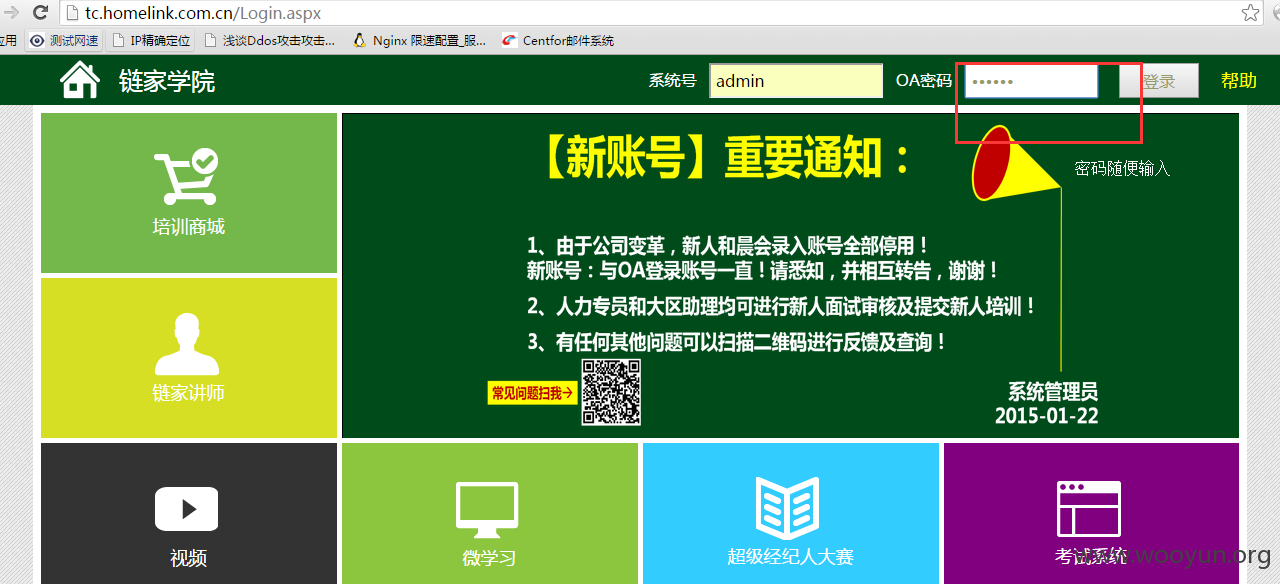 tc.homelink.com.cn/Login.aspx
应用 测试网速 IP精确定位 浅谈Ddos攻击攻击... Nginx 限速配置_服... Centfor邮件系统
链家学院 系统号 admin OA密码 •••••• 登录 帮助
【新账号】重要通知：
密码随便输入
培训商城
1、由于公司变革，新人和晨会录入账号全部停用！
新账号：与OA登录账号一直！请悉知，并相互转告，谢谢！
2、人力专员和大区助理均可进行新人面试审核及提交新人培训！
3、有任何其他问题可以扫描二维码进行反馈及查询！
链家讲师
常见问题扫我→
系统管理员
2015-01-22
视频
微学习
超级经纪人大赛
考试系统
www.wooyun.org